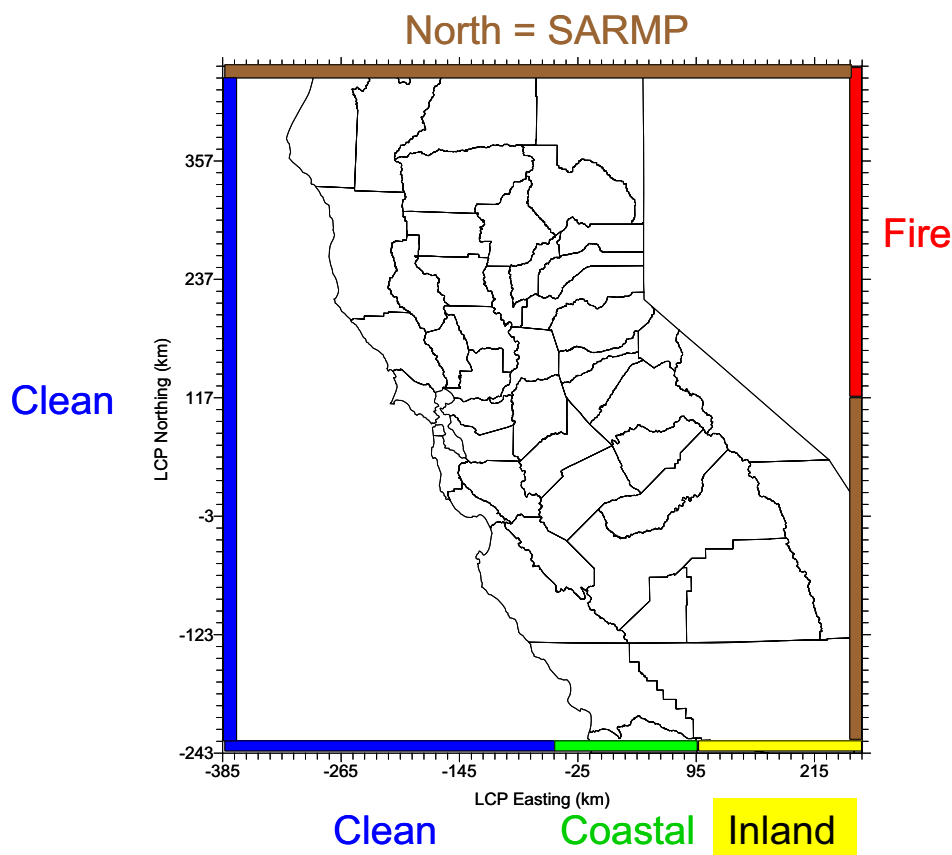 North = SARMP
357
237
117
-3
-123
-243
LCP Northing (km)
Clean
Fire
-385
-265
-145
-25
95
215
LCP Easting (km)
Clean
Coastal
Inland